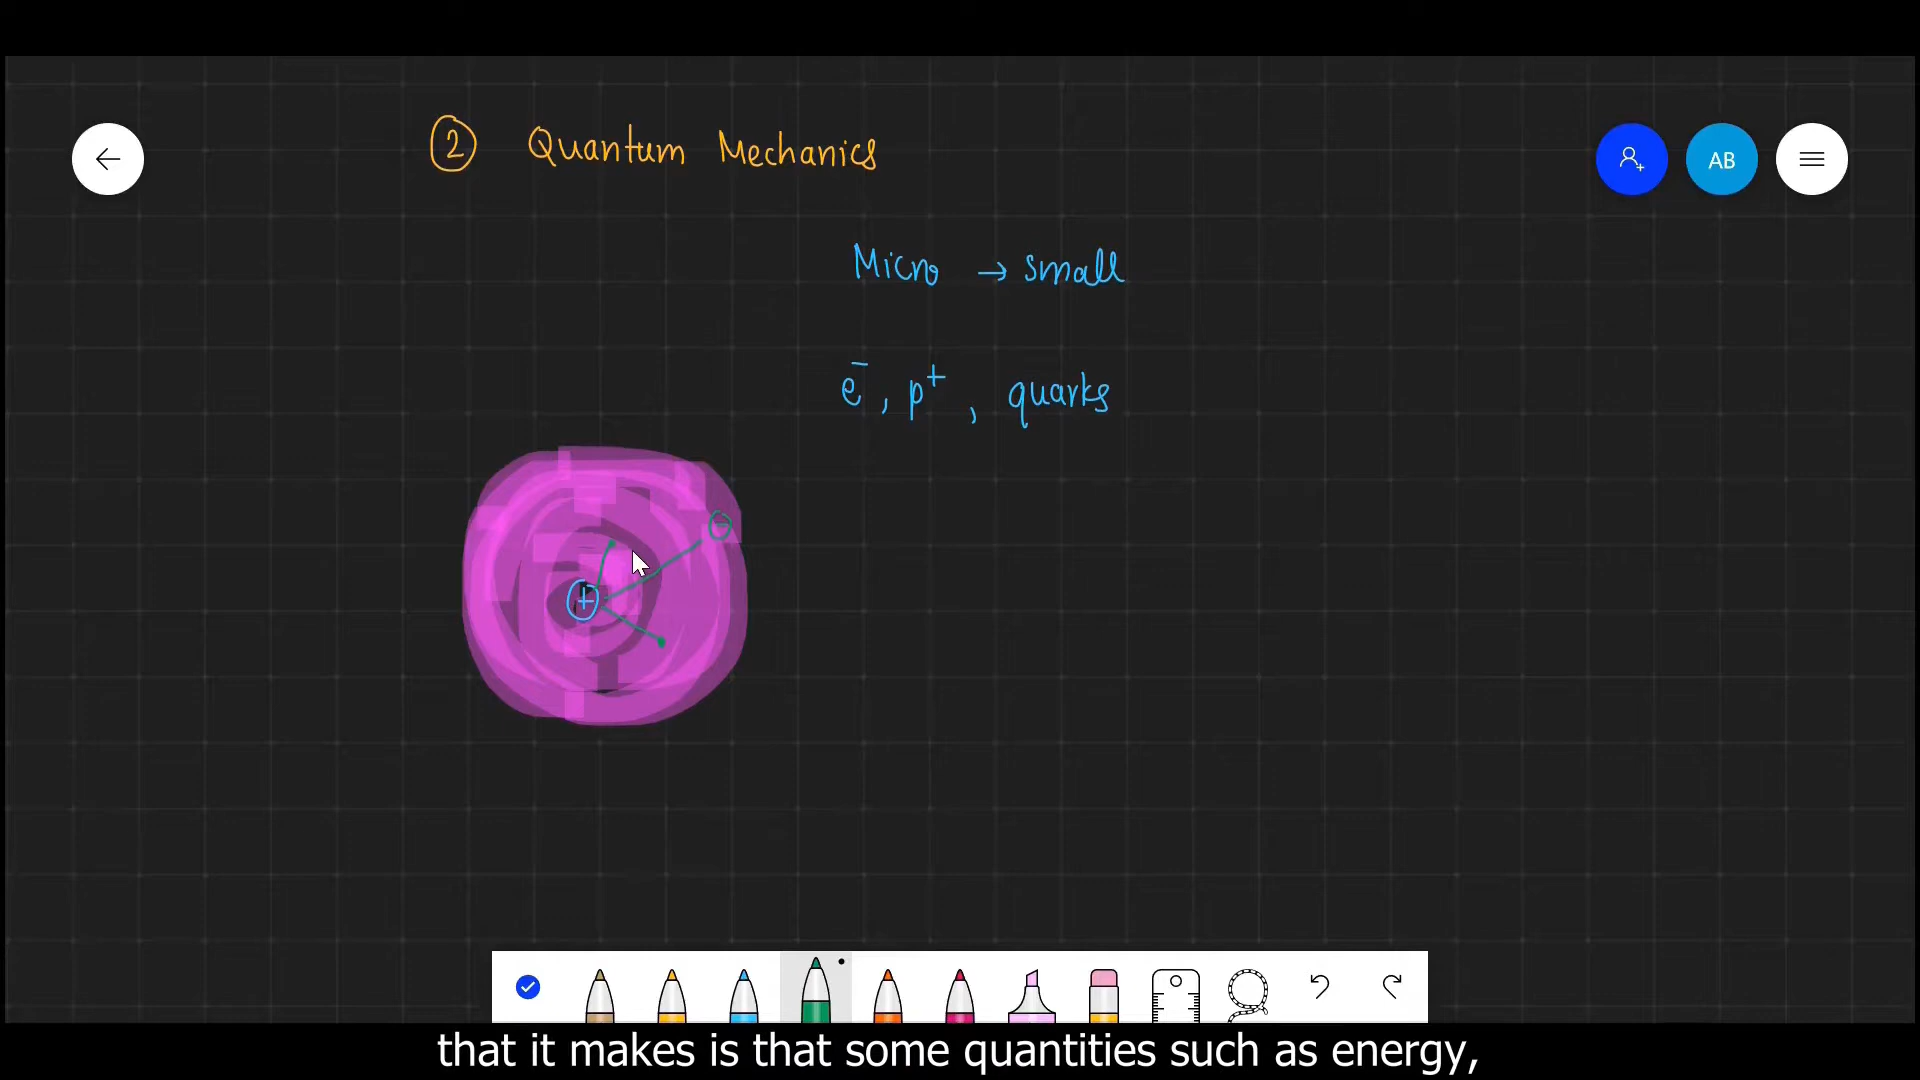 ② Quantum Mechanics
AB
Micro → small
e⁻, p⁺, quarks
−
+
that it makes is that some quantities such as energy,